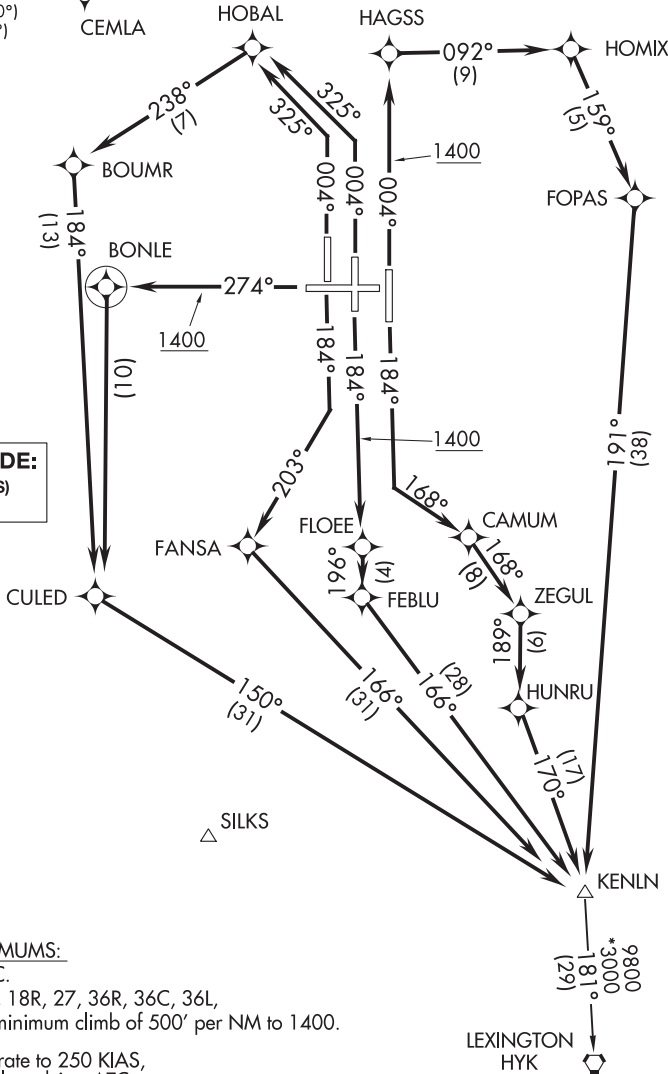 0°)
°)
CEMLA
HOBAL
HAGSS
092°
(9)
HOMIX
325°
325°
238°
(7)
159°
(5)
BOUMR
004°
004°
004°
1400
FOPAS
184°
(13)
BONLE
274°
1400
(10)
184°
184°
184°
1400
191°
(38)
DE:
S)
203°
168°
FANSA
FLOEE
CAMUM
196°
(4)
168°
(8)
CULED
FEBLU
ZEGUL
189°
(6)
150°
(31)
166°
(31)
166°
(28)
HUNRU
170°
(17)
SILKS
KENLN
MUMS:
C.
, 18R, 27, 36R, 36C, 36L,
minimum climb of 500' per NM to 1400.
rate to 250 KIAS,
9800
*3000
181°
(29)
LEXINGTON
HYK